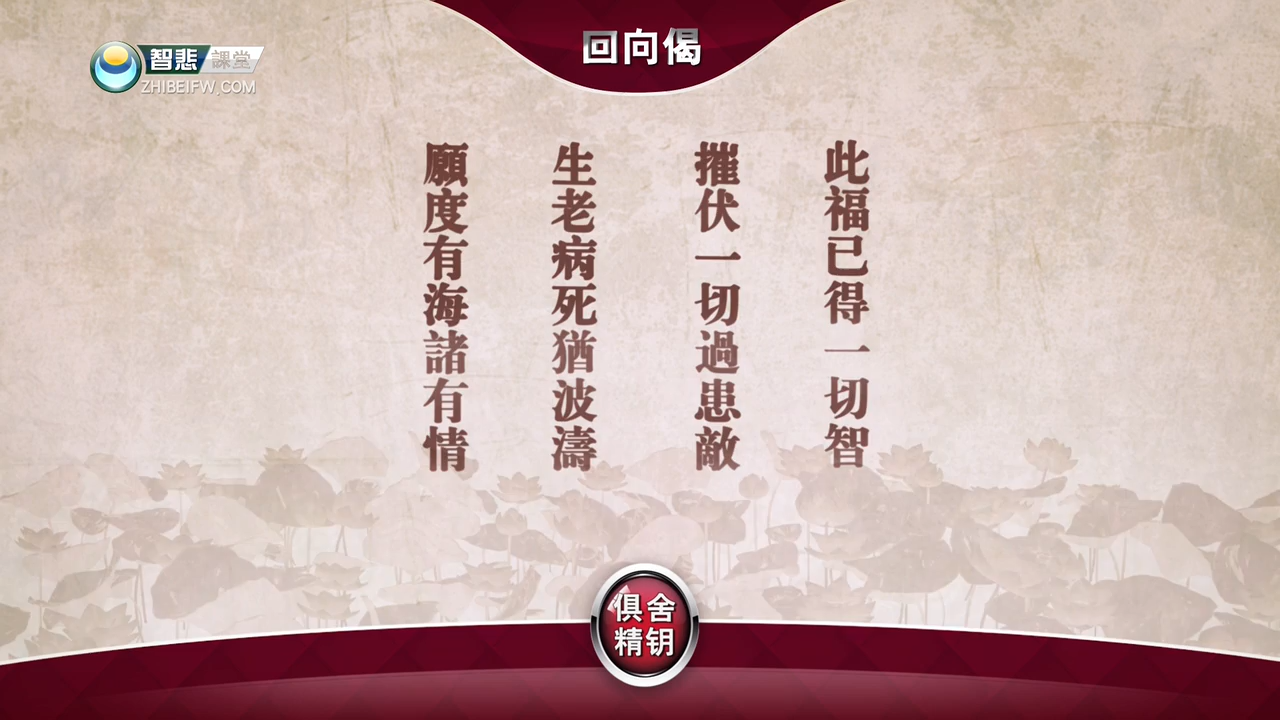 智悲課堂
ZHIBEIFW.COM
回向偈
此福已得一切智
摧伏一切過患敵
生老病死猶波濤
願度有海諸有情
俱舍
精钥